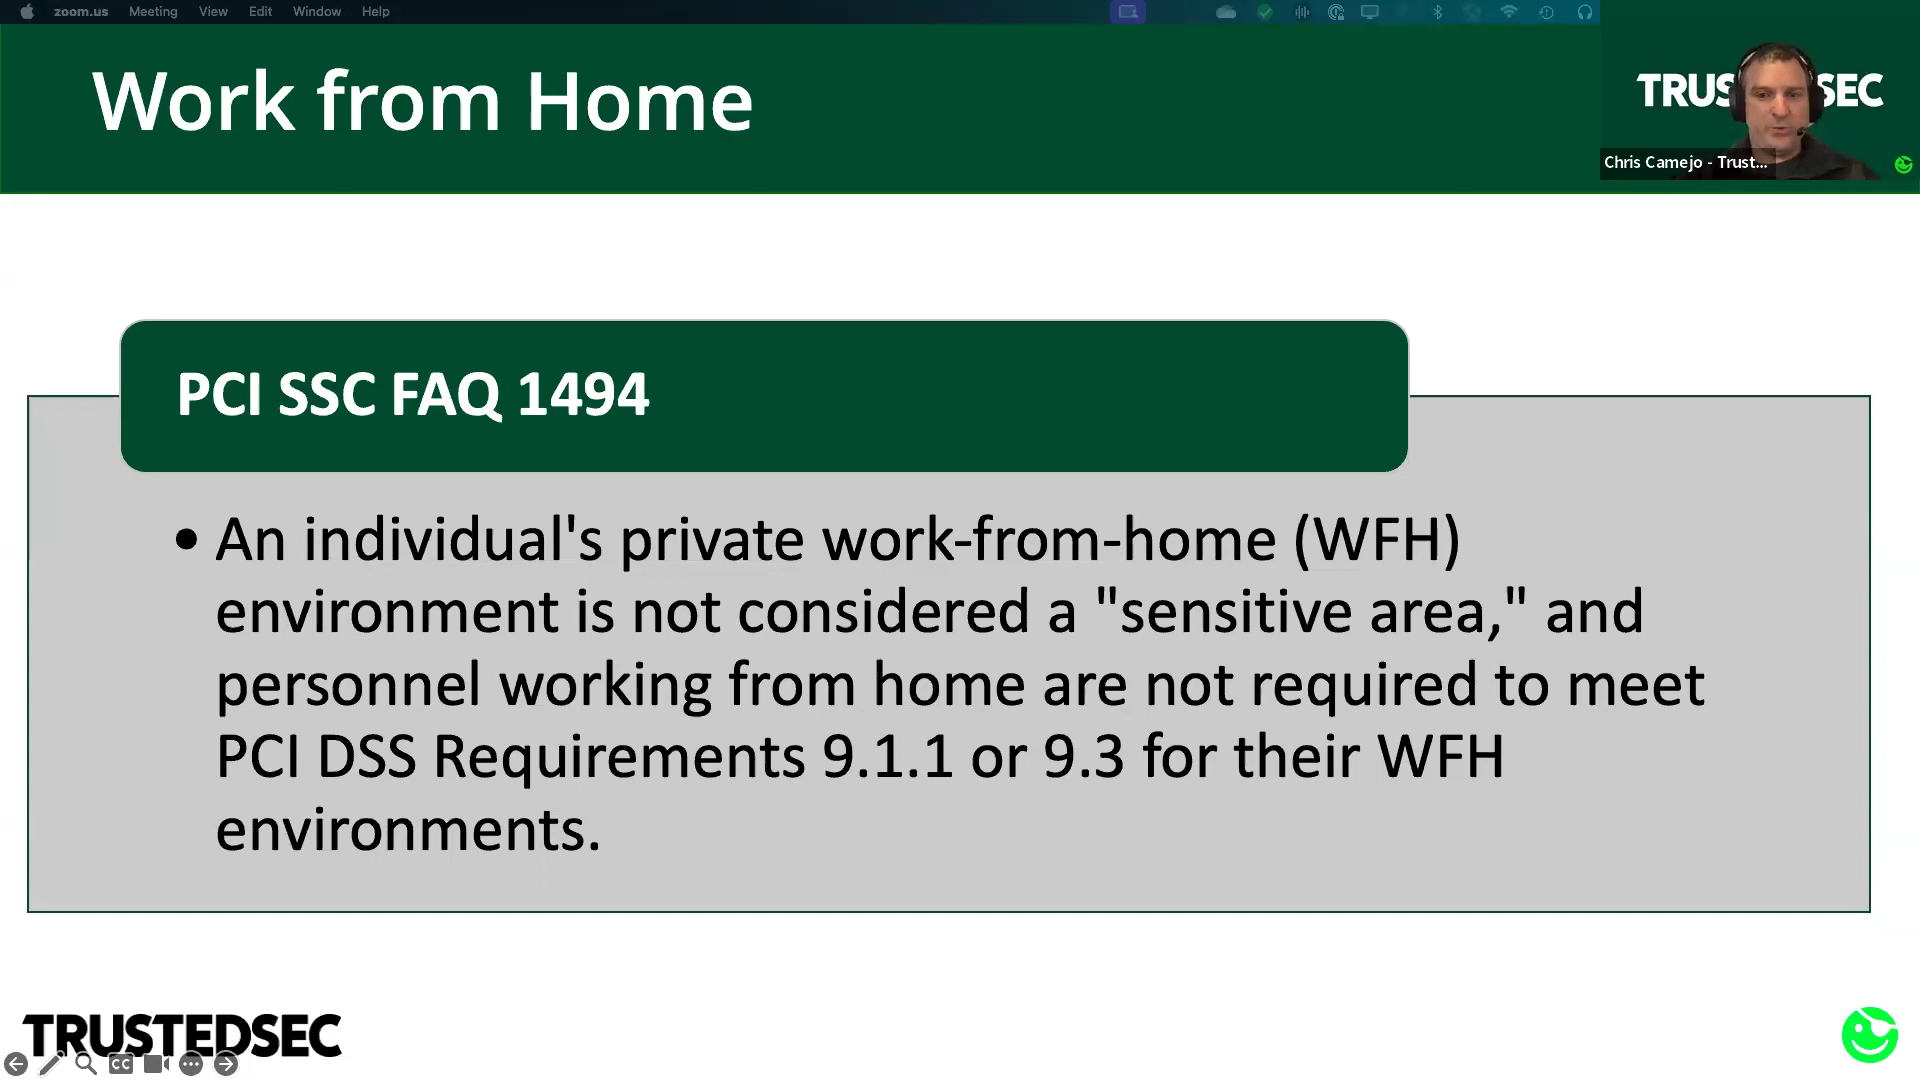 zoom.us Meeting View Edit Window Help
Work from Home
TRUSTEDSEC
Chris Camejo - Trust...
PCI SSC FAQ 1494
• An individual's private work-from-home (WFH)
environment is not considered a "sensitive area," and
personnel working from home are not required to meet
PCI DSS Requirements 9.1.1 or 9.3 for their WFH
environments.
TRUSTEDSEC
CC